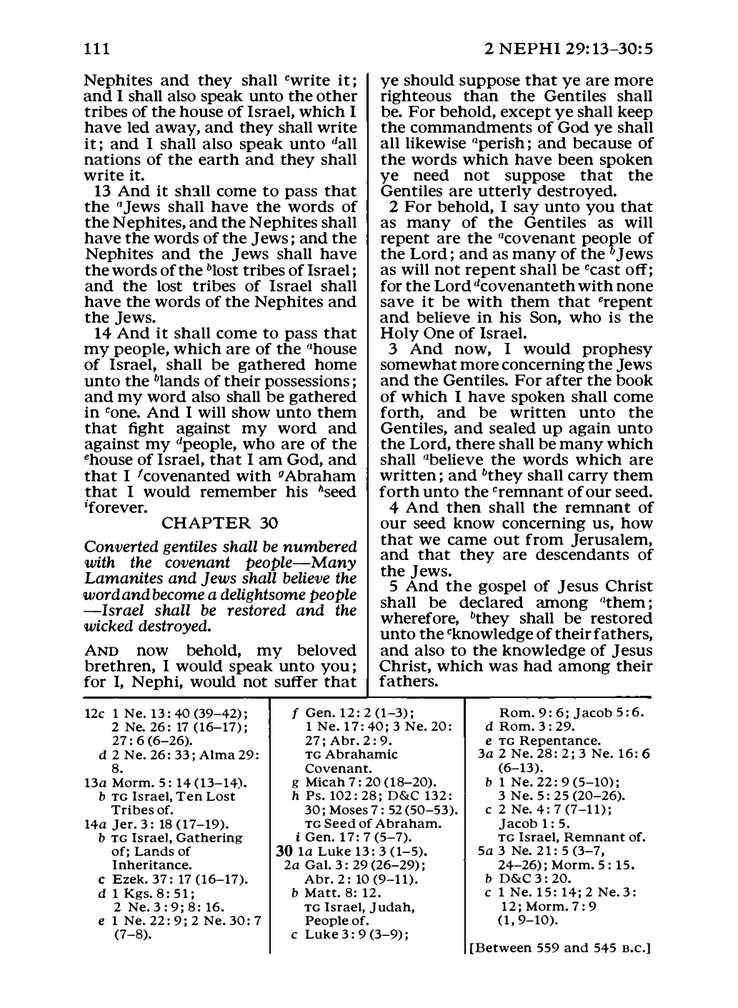 111
2 NEPHI 29:13–30:5
Nephites and they shall ᵉwrite it;
and I shall also speak unto the other
tribes of the house of Israel, which I
have led away, and they shall write
it; and I shall also speak unto ᵈall
nations of the earth and they shall
write it.
13 And it shall come to pass that
the ᵃJews shall have the words of
the Nephites, and the Nephites shall
have the words of the Jews; and the
Nephites and the Jews shall have
the words of the ᵇlost tribes of Israel;
and the lost tribes of Israel shall
have the words of the Nephites and
the Jews.
14 And it shall come to pass that
my people, which are of the ᵃhouse
of Israel, shall be gathered home
unto the ᵇlands of their possessions;
and my word also shall be gathered
in ᶜone. And I will show unto them
that fight against my word and
against my ᵈpeople, who are of the
ᵉhouse of Israel, that I am God, and
that I ᶠcovenanted with ᵍAbraham
that I would remember his ʰseed
ⁱforever.
CHAPTER 30
Converted gentiles shall be numbered
with the covenant people—Many
Lamanites and Jews shall believe the
word and become a delightsome people
—Israel shall be restored and the
wicked destroyed.
AND now behold, my beloved
brethren, I would speak unto you;
for I, Nephi, would not suffer that
ye should suppose that ye are more
righteous than the Gentiles shall
be. For behold, except ye shall keep
the commandments of God ye shall
all likewise ᵃperish; and because of
the words which have been spoken
ye need not suppose that the
Gentiles are utterly destroyed.
2 For behold, I say unto you that
as many of the Gentiles as will
repent are the ᵃcovenant people of
the Lord; and as many of the ᵇJews
as will not repent shall be ᶜcast off;
for the Lord ᵈcovenanteth with none
save it be with them that ᵉrepent
and believe in his Son, who is the
Holy One of Israel.
3 And now, I would prophesy
somewhat more concerning the Jews
and the Gentiles. For after the book
of which I have spoken shall come
forth, and be written unto the
Gentiles, and sealed up again unto
the Lord, there shall be many which
shall ᵃbelieve the words which are
written; and ᵇthey shall carry them
forth unto the ᶜremnant of our seed.
4 And then shall the remnant of
our seed know concerning us, how
that we came out from Jerusalem,
and that they are descendants of
the Jews.
5 And the gospel of Jesus Christ
shall be declared among ᵃthem;
wherefore, ᵇthey shall be restored
unto the ᶜknowledge of their fathers,
and also to the knowledge of Jesus
Christ, which was had among their
fathers.
12c 1 Ne. 13:40 (39–42);
2 Ne. 26:17 (16–17);
27:6 (6–26).
d 2 Ne. 26:33; Alma 29:
8.
13a Morm. 5:14 (13–14).
b TG Israel, Ten Lost
Tribes of.
14a Jer. 3:18 (17–19).
b TG Israel, Gathering
of; Lands of
Inheritance.
c Ezek. 37:17 (16–17).
d 1 Kgs. 8:51;
2 Ne. 3:9; 8:16.
e 1 Ne. 22:9; 2 Ne. 30:7
(7–8).
f Gen. 12:2 (1–3);
1 Ne. 17:40; 3 Ne. 20:
27; Abr. 2:9.
TG Abrahamic
Covenant.
g Micah 7:20 (18–20).
h Ps. 102:28; D&C 132:
30; Moses 7:52 (50–53).
TG Seed of Abraham.
i Gen. 17:7 (5–7).
30 1a Luke 13:3 (1–5).
2a Gal. 3:29 (26–29);
Abr. 2:10 (9–11).
b Matt. 8:12.
TG Israel, Judah,
People of.
c Luke 3:9 (3–9);
Rom. 9:6; Jacob 5:6.
d Rom. 3:29.
e TG Repentance.
3a 2 Ne. 28:2; 3 Ne. 16:6
(6–13).
b 1 Ne. 22:9 (5–10);
3 Ne. 5:25 (20–26).
c 2 Ne. 4:7 (7–11);
Jacob 1:5.
TG Israel, Remnant of.
5a 3 Ne. 21:5 (3–7,
24–26); Morm. 5:15.
b D&C 3:20.
c 1 Ne. 15:14; 2 Ne. 3:
12; Morm. 7:9
(1, 9–10).
[Between 559 and 545 B.C.]